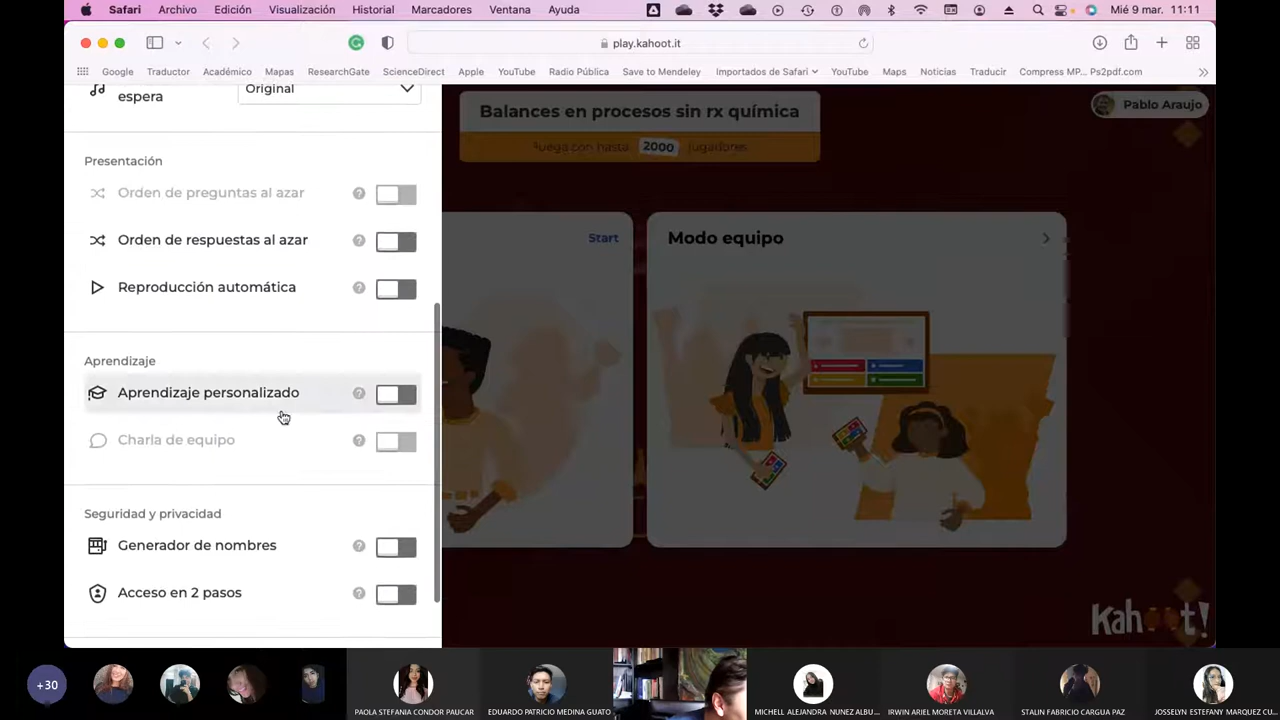 Safari Archivo Edición Visualización Historial Marcadores Ventana Ayuda Mié 9 mar. 11:11
play.kahoot.it
Google Traductor Académico Mapas ResearchGate ScienceDirect Apple YouTube Radio Pública Save to Mendeley Importados de Safari YouTube Maps Noticias Traducir Compress MP... Ps2pdf.com
espera
Original
Presentación
Orden de preguntas al azar
Orden de respuestas al azar
Reproducción automática
Aprendizaje
Aprendizaje personalizado
Charla de equipo
Seguridad y privacidad
Generador de nombres
Acceso en 2 pasos
Balances en procesos sin rx química
Juega con hasta 2000 jugadores
Pablo Araujo
Start
Modo equipo
Kahoot!
+30
PAOLA STEFANIA CONDOR PAUCAR
EDUARDO PATRICIO MEDINA GUATO...
MICHELL ALEJANDRA NUNEZ ALBU...
IRWIN ARIEL MORETA VILLALVA
STALIN FABRICIO CARGUA PAZ
JOSSELYN ESTEFANY MARQUEZ CU...